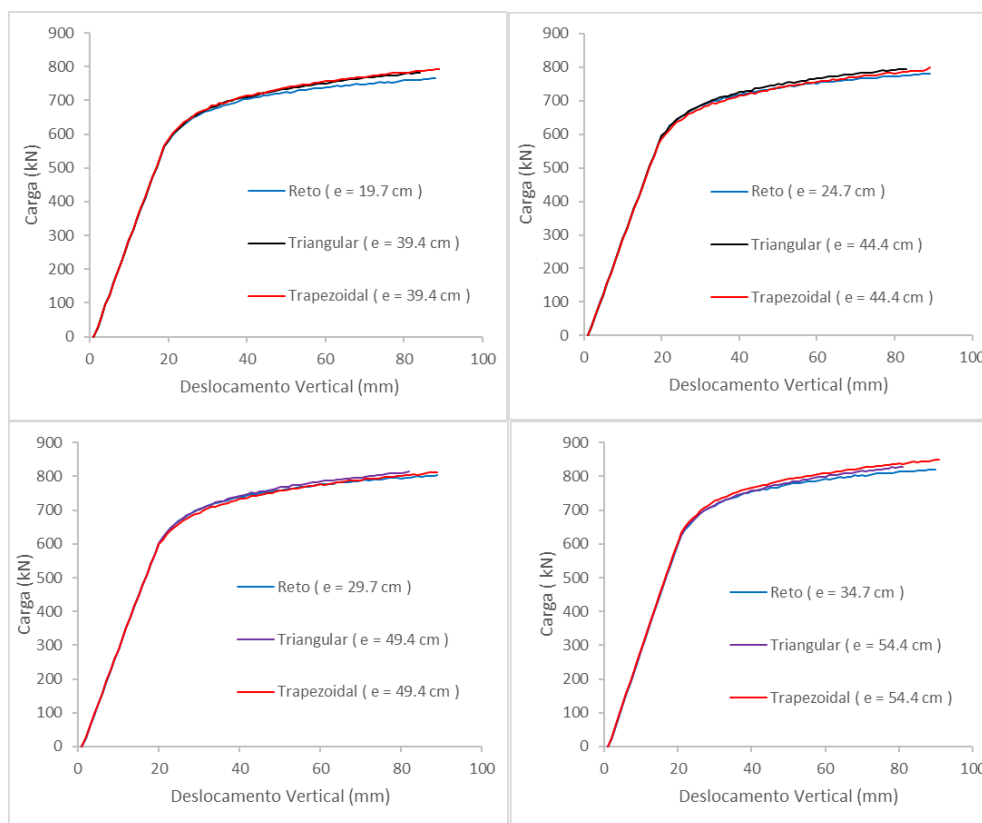 900
800
700
600
500
400
300
200
100
0
Carga (kN)
Reto ( e = 19.7 cm )
Triangular ( e = 39.4 cm )
Trapezoidal ( e = 39.4 cm )
0 20 40 60 80 100
Deslocamento Vertical (mm)
900
800
700
600
500
400
300
200
100
0
Carga (kN)
Reto ( e = 24.7 cm )
Triangular ( e = 44.4 cm )
Trapezoidal ( e = 44.4 cm )
0 20 40 60 80 100
Deslocamento Vertical (mm)
900
800
700
600
500
400
300
200
100
0
Carga (kN)
Reto ( e = 29.7 cm )
Triangular ( e = 49.4 cm )
Trapezoidal ( e = 49.4 cm )
0 20 40 60 80 100
Deslocamento Vertical (mm)
900
800
700
600
500
400
300
200
100
0
Carga ( kN)
Reto ( e = 34.7 cm )
Triangular ( e = 54.4 cm )
Trapezoidal ( e = 54.4 cm )
0 20 40 60 80 100
Deslocamento Vertical (mm)